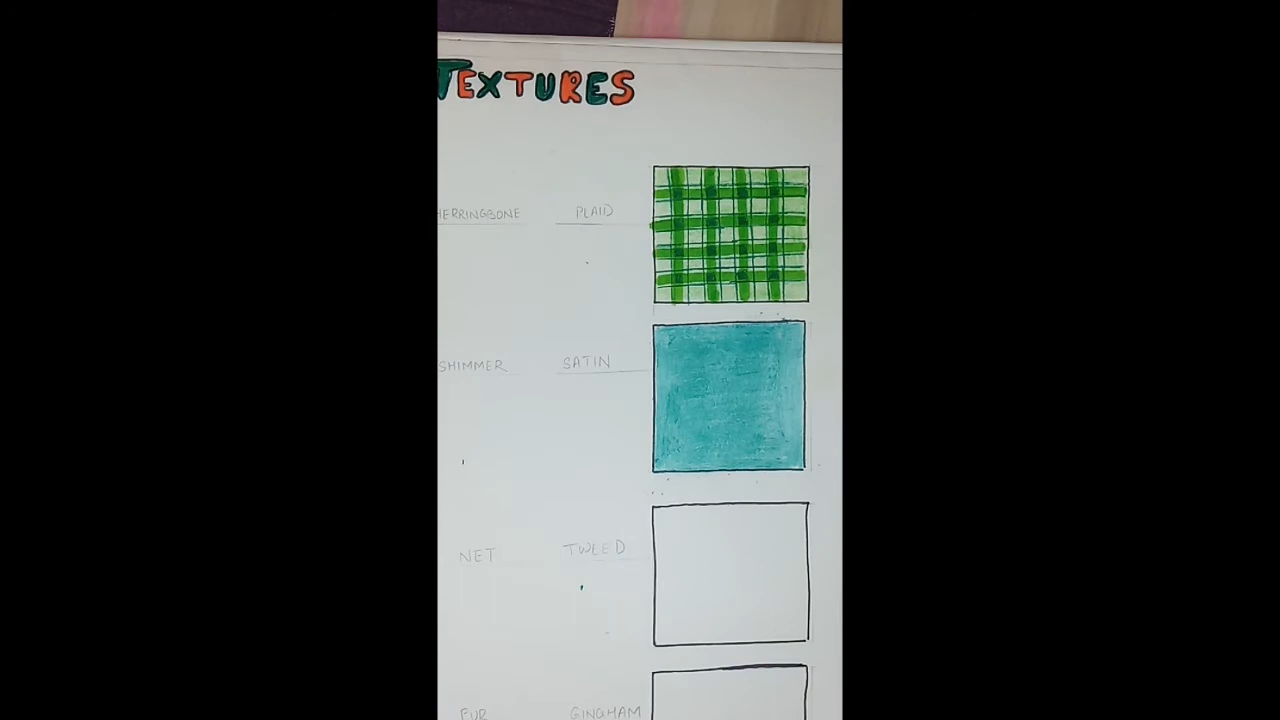 TEXTURES
HERRINGBONE PLAID
SHIMMER SATIN
NET TWEED
FUR GINGHAM